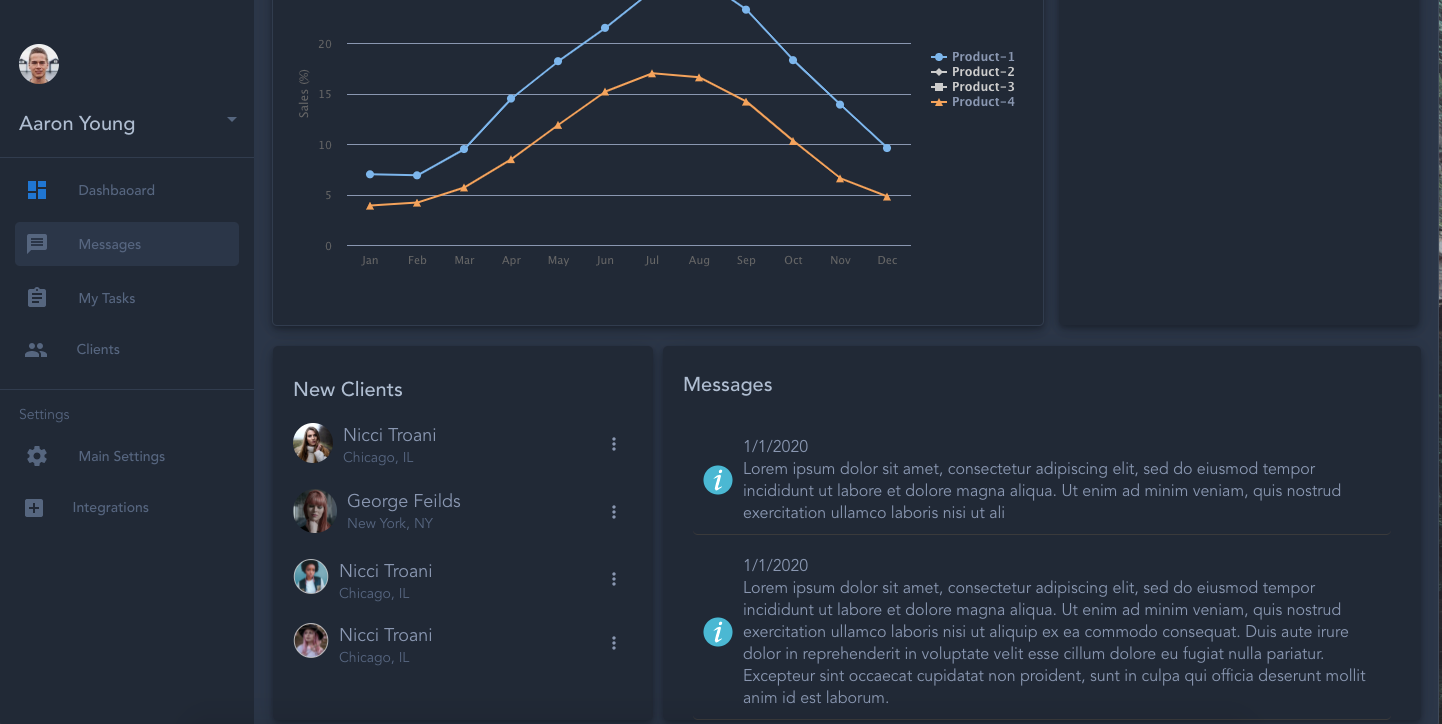 Aaron Young
Dashbaoard
Messages
My Tasks
Clients
Settings
Main Settings
Integrations
Sales (%)
20
15
10
5
0
Jan Feb Mar Apr May Jun Jul Aug Sep Oct Nov Dec
Product-1
Product-2
Product-3
Product-4
New Clients
Nicci Troani
Chicago, IL
George Feilds
New York, NY
Nicci Troani
Chicago, IL
Nicci Troani
Chicago, IL
Messages
1/1/2020
i
Lorem ipsum dolor sit amet, consectetur adipiscing elit, sed do eiusmod tempor
incididunt ut labore et dolore magna aliqua. Ut enim ad minim veniam, quis nostrud
exercitation ullamco laboris nisi ut ali
1/1/2020
i
Lorem ipsum dolor sit amet, consectetur adipiscing elit, sed do eiusmod tempor
incididunt ut labore et dolore magna aliqua. Ut enim ad minim veniam, quis nostrud
exercitation ullamco laboris nisi ut aliquip ex ea commodo consequat. Duis aute irure
dolor in reprehenderit in voluptate velit esse cillum dolore eu fugiat nulla pariatur.
Excepteur sint occaecat cupidatat non proident, sunt in culpa qui officia deserunt mollit
anim id est laborum.